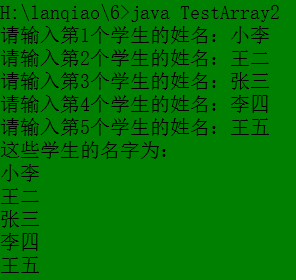 H:\lanqiao\6>java TestArray2
请输入第1个学生的姓名：小李
请输入第2个学生的姓名：王二
请输入第3个学生的姓名：张三
请输入第4个学生的姓名：李四
请输入第5个学生的姓名：王五
这些学生的名字为：
小李
王二
张三
李四
王五